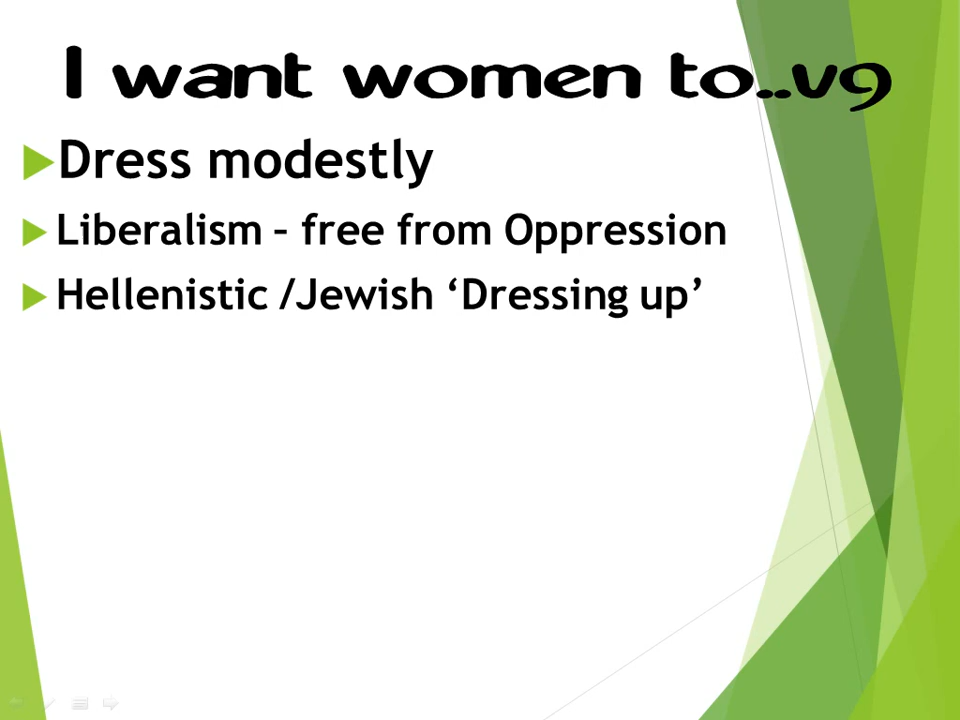 I want women to..v9
Dress modestly
Liberalism – free from Oppression
Hellenistic /Jewish ‘Dressing up’